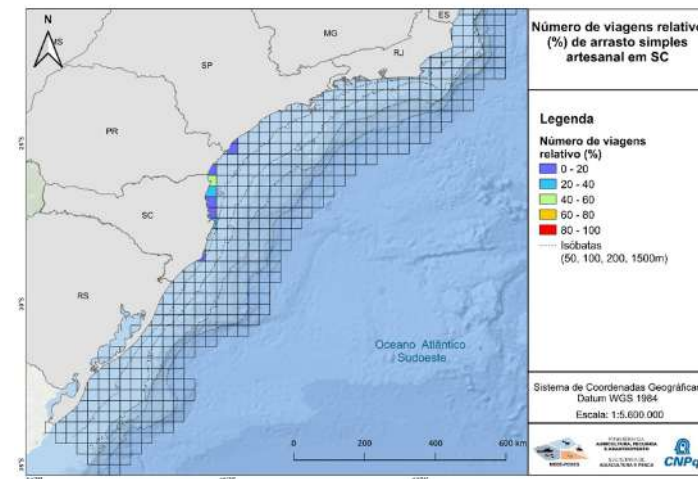 N
MS
MG
ES
RJ
SP
PR
SC
RS
Oceano Atlântico
Sudoeste
0 200 400 600 km
Número de viagens relativo
(%) de arrasto simples
artesanal em SC
Legenda
Número de viagens
relativo (%)
0 - 20
20 - 40
40 - 60
60 - 80
80 - 100
Isóbatas
(50, 100, 200, 1500m)
Sistema de Coordenadas Geográficas
Datum WGS 1984
Escala: 1:5.600.000
CNPq